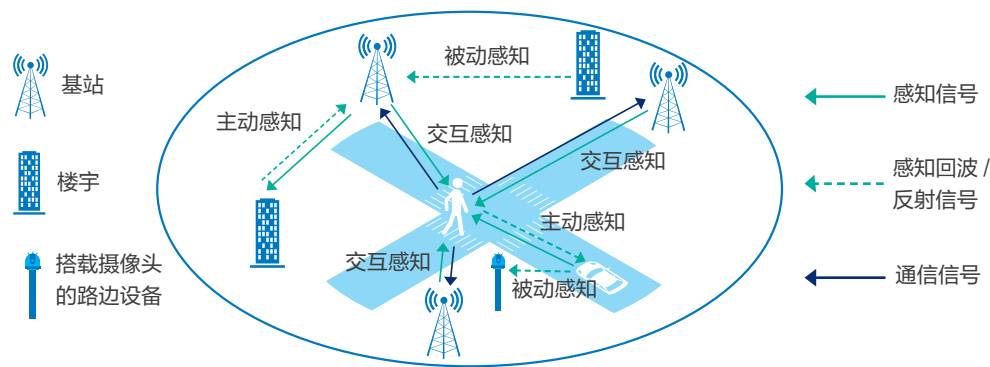 基站
楼宇
搭载摄像头
的路边设备
被动感知
主动感知
交互感知
交互感知
主动感知
交互感知
被动感知
感知信号
感知回波 /
反射信号
通信信号